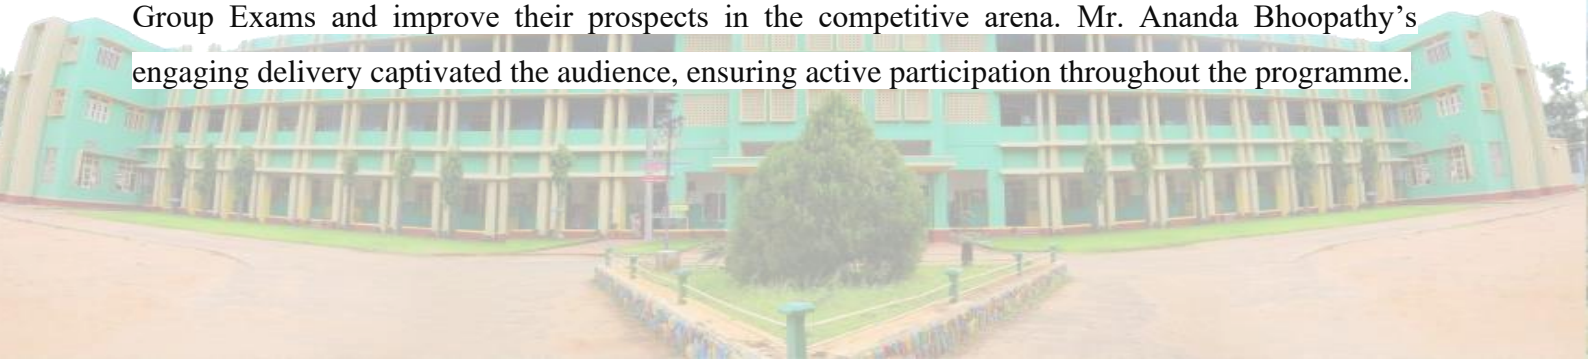 Group Exams and improve their prospects in the competitive arena. Mr. Ananda Bhoopathy’s
engaging delivery captivated the audience, ensuring active participation throughout the programme.